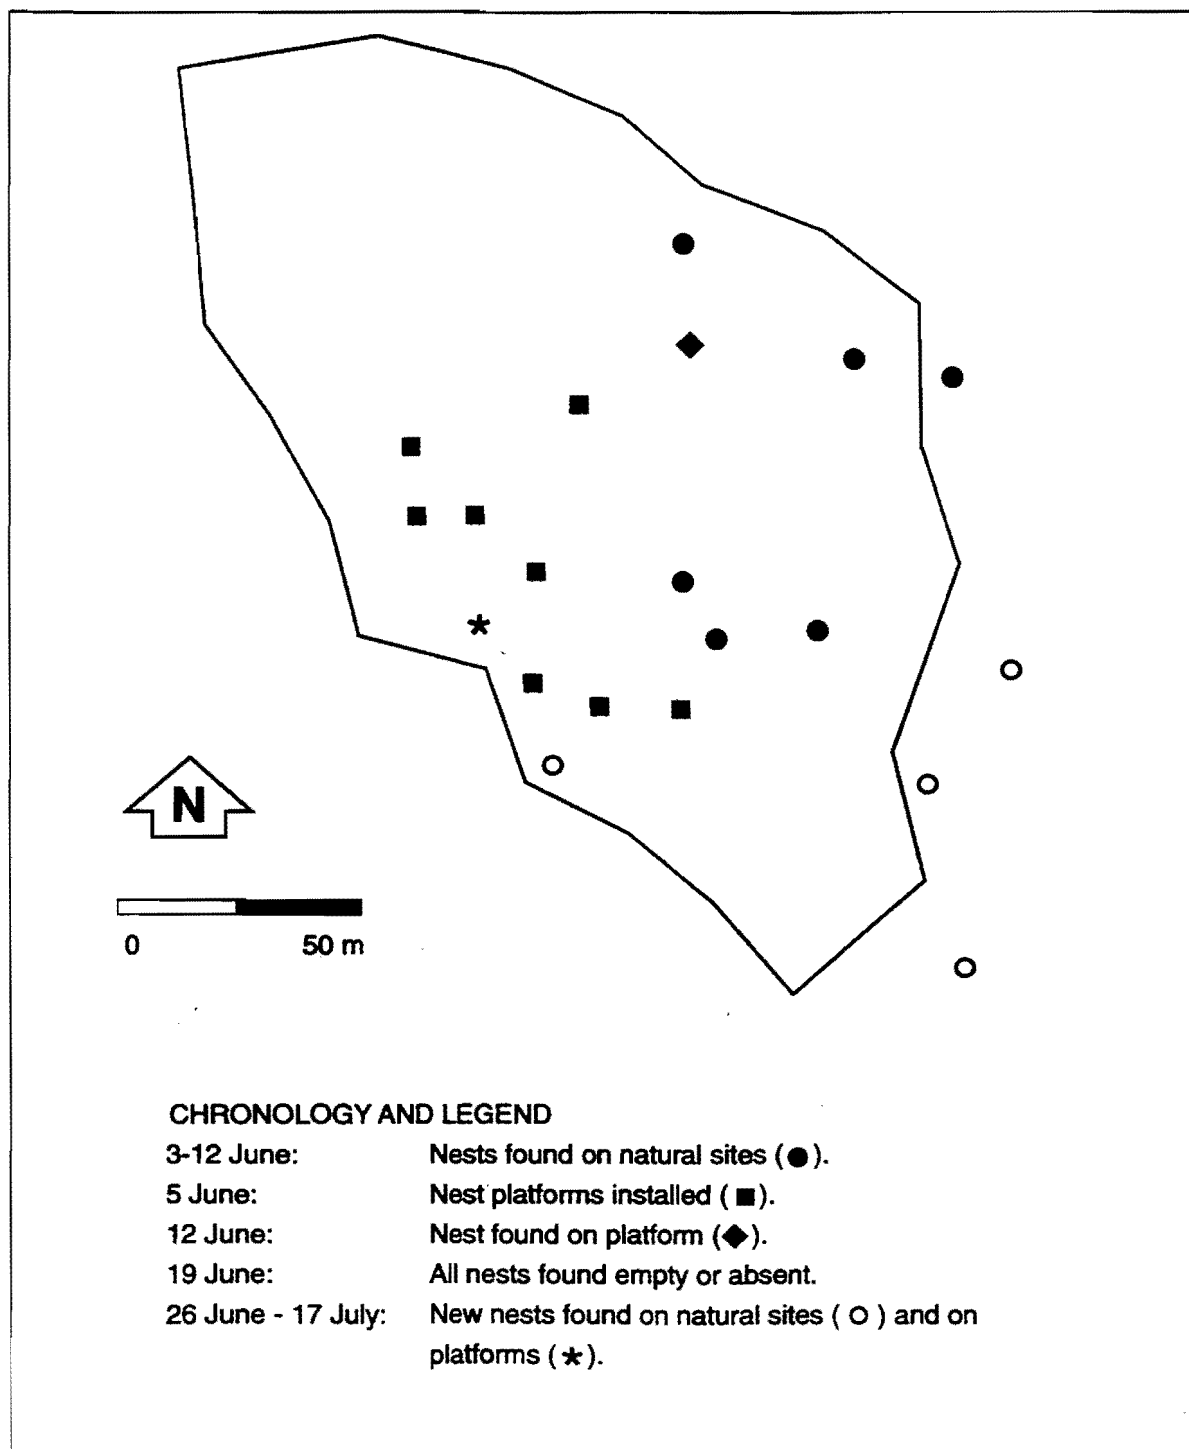 N
0 50 m
CHRONOLOGY AND LEGEND
3-12 June: Nests found on natural sites (●).
5 June: Nest platforms installed (■).
12 June: Nest found on platform (◆).
19 June: All nests found empty or absent.
26 June - 17 July: New nests found on natural sites (O) and on
platforms (★).